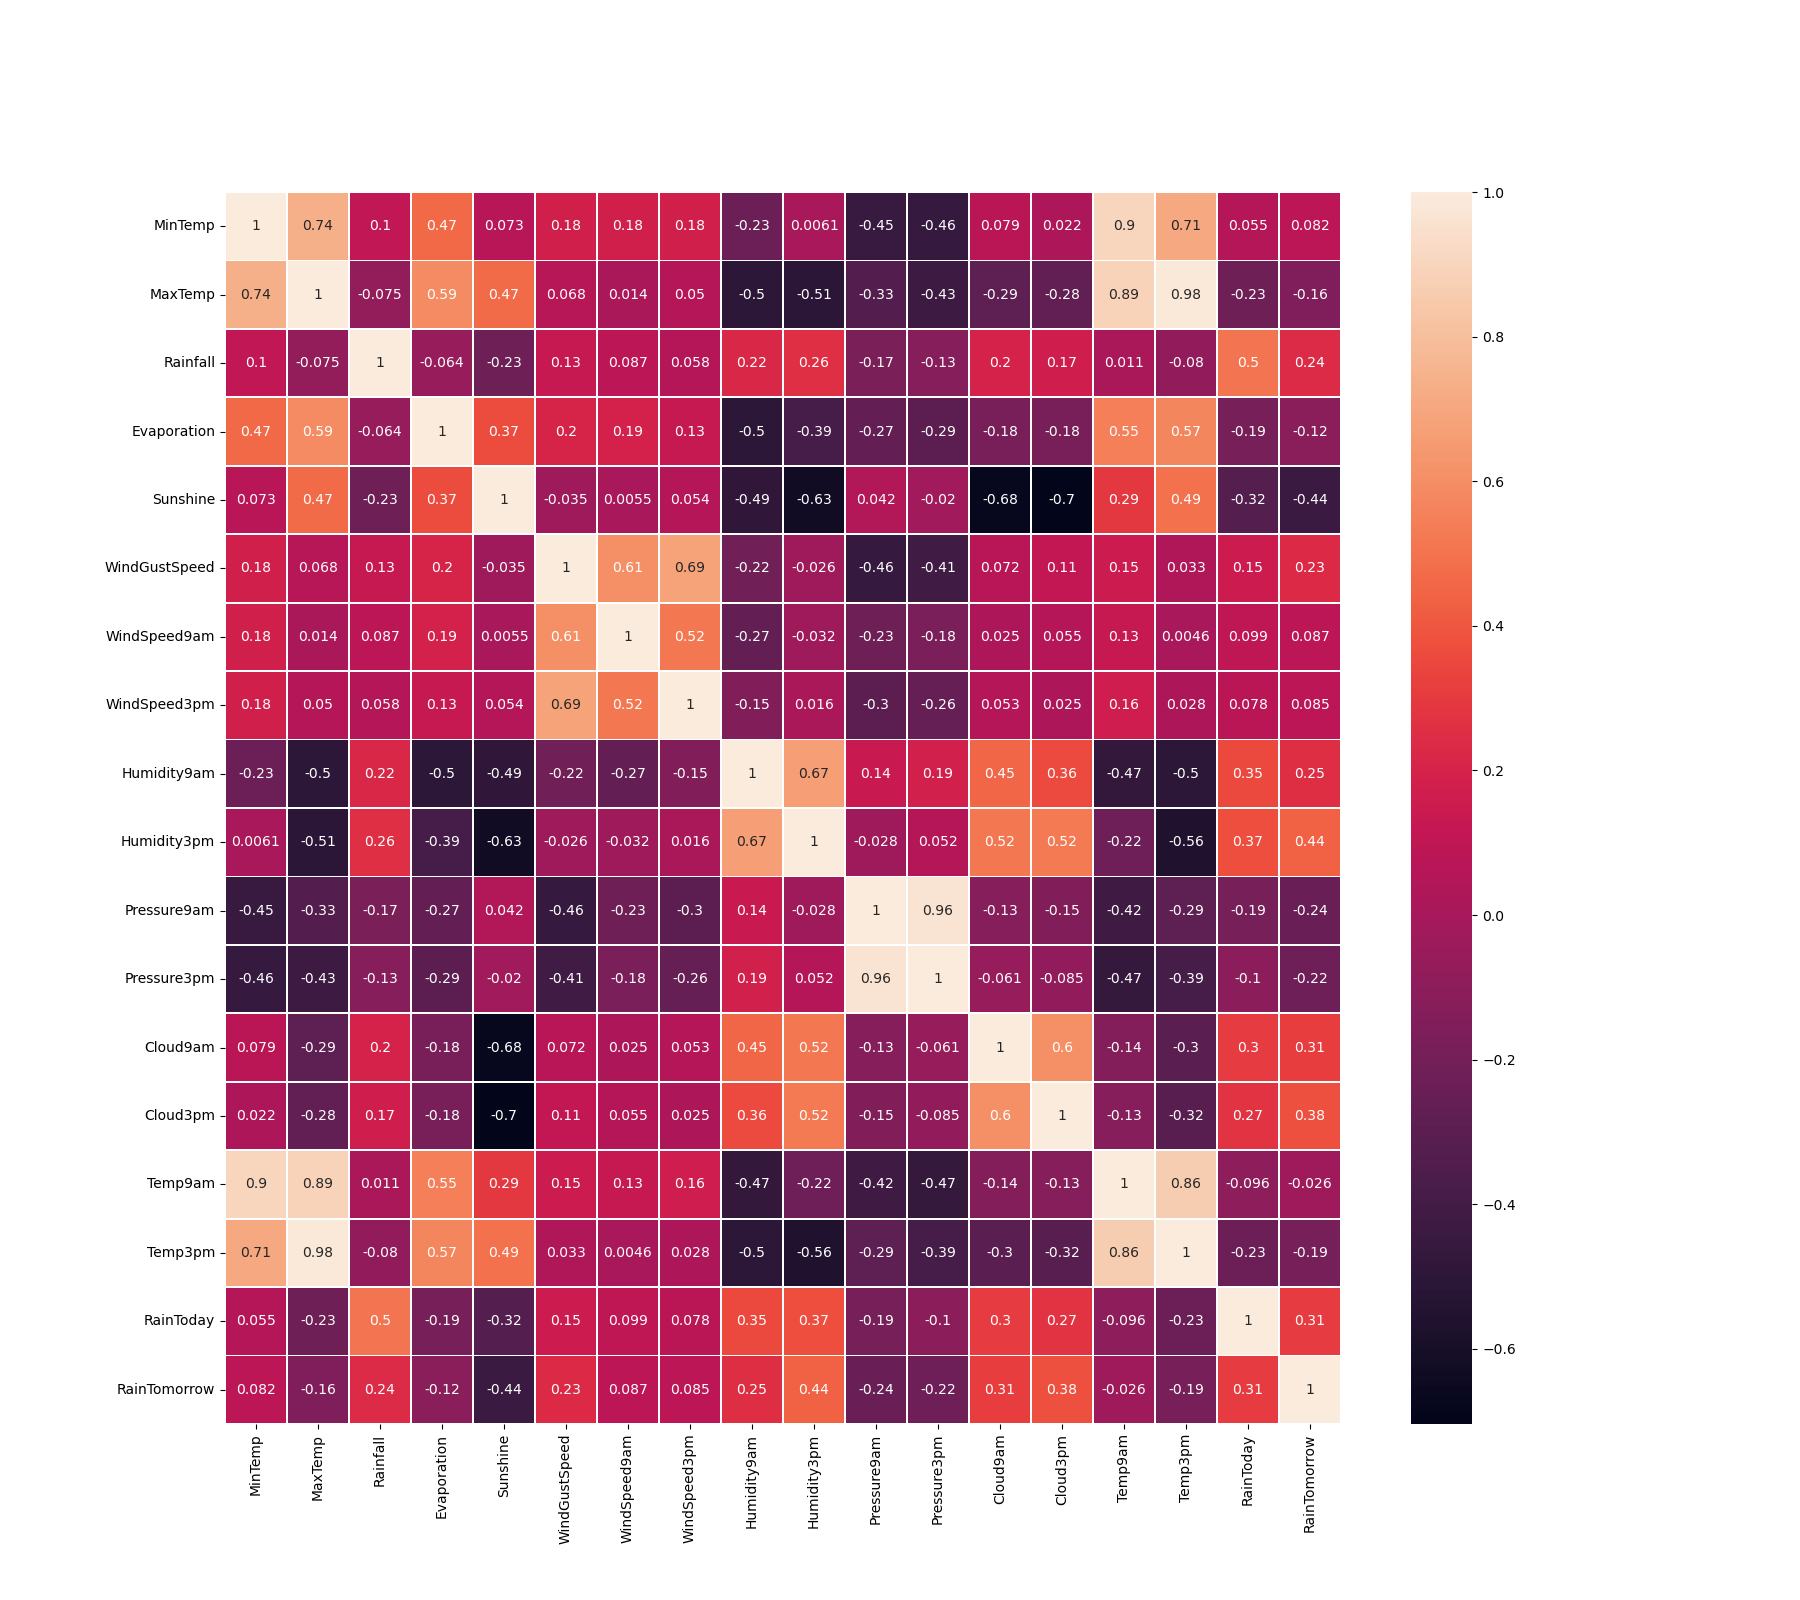 MinTemp 1 0.74 0.1 0.47 0.073 0.18 0.18 0.18 -0.23 0.0061 -0.45 -0.46 0.079 0.022 0.9 0.71 0.055 0.082
MaxTemp 0.74 1 -0.075 0.59 0.47 0.068 0.014 0.05 -0.5 -0.51 -0.33 -0.43 -0.29 -0.28 0.89 0.98 -0.23 -0.16
Rainfall 0.1 -0.075 1 -0.064 -0.23 0.13 0.087 0.058 0.22 0.26 -0.17 -0.13 0.2 0.17 0.011 -0.08 0.5 0.24
Evaporation 0.47 0.59 -0.064 1 0.37 0.2 0.19 0.13 -0.5 -0.39 -0.27 -0.29 -0.18 -0.18 0.55 0.57 -0.19 -0.12
Sunshine 0.073 0.47 -0.23 0.37 1 -0.035 0.0055 0.054 -0.49 -0.63 0.042 -0.02 -0.68 -0.7 0.29 0.49 -0.32 -0.44
WindGustSpeed 0.18 0.068 0.13 0.2 -0.035 1 0.61 0.69 -0.22 -0.026 -0.46 -0.41 0.072 0.11 0.15 0.033 0.15 0.23
WindSpeed9am 0.18 0.014 0.087 0.19 0.0055 0.61 1 0.52 -0.27 -0.032 -0.23 -0.18 0.025 0.055 0.13 0.0046 0.099 0.087
WindSpeed3pm 0.18 0.05 0.058 0.13 0.054 0.69 0.52 1 -0.15 0.016 -0.3 -0.26 0.053 0.025 0.16 0.028 0.078 0.085
Humidity9am -0.23 -0.5 0.22 -0.5 -0.49 -0.22 -0.27 -0.15 1 0.67 0.14 0.19 0.45 0.36 -0.47 -0.5 0.35 0.25
Humidity3pm 0.0061 -0.51 0.26 -0.39 -0.63 -0.026 -0.032 0.016 0.67 1 -0.028 0.052 0.52 0.52 -0.22 -0.56 0.37 0.44
Pressure9am -0.45 -0.33 -0.17 -0.27 0.042 -0.46 -0.23 -0.3 0.14 -0.028 1 0.96 -0.13 -0.15 -0.42 -0.29 -0.19 -0.24
Pressure3pm -0.46 -0.43 -0.13 -0.29 -0.02 -0.41 -0.18 -0.26 0.19 0.052 0.96 1 -0.061 -0.085 -0.47 -0.39 -0.1 -0.22
Cloud9am 0.079 -0.29 0.2 -0.18 -0.68 0.072 0.025 0.053 0.45 0.52 -0.13 -0.061 1 0.6 -0.14 -0.3 0.3 0.31
Cloud3pm 0.022 -0.28 0.17 -0.18 -0.7 0.11 0.055 0.025 0.36 0.52 -0.15 -0.085 0.6 1 -0.13 -0.32 0.27 0.38
Temp9am 0.9 0.89 0.011 0.55 0.29 0.15 0.13 0.16 -0.47 -0.22 -0.42 -0.47 -0.14 -0.13 1 0.86 -0.096 -0.026
Temp3pm 0.71 0.98 -0.08 0.57 0.49 0.033 0.0046 0.028 -0.5 -0.56 -0.29 -0.39 -0.3 -0.32 0.86 1 -0.23 -0.19
RainToday 0.055 -0.23 0.5 -0.19 -0.32 0.15 0.099 0.078 0.35 0.37 -0.19 -0.1 0.3 0.27 -0.096 -0.23 1 0.31
RainTomorrow 0.082 -0.16 0.24 -0.12 -0.44 0.23 0.087 0.085 0.25 0.44 -0.24 -0.22 0.31 0.38 -0.026 -0.19 0.31 1
MinTemp MaxTemp Rainfall Evaporation Sunshine WindGustSpeed WindSpeed9am WindSpeed3pm Humidity9am Humidity3pm Pressure9am Pressure3pm Cloud9am Cloud3pm Temp9am Temp3pm RainToday RainTomorrow
1.0
0.8
0.6
0.4
0.2
0.0
−0.2
−0.4
−0.6